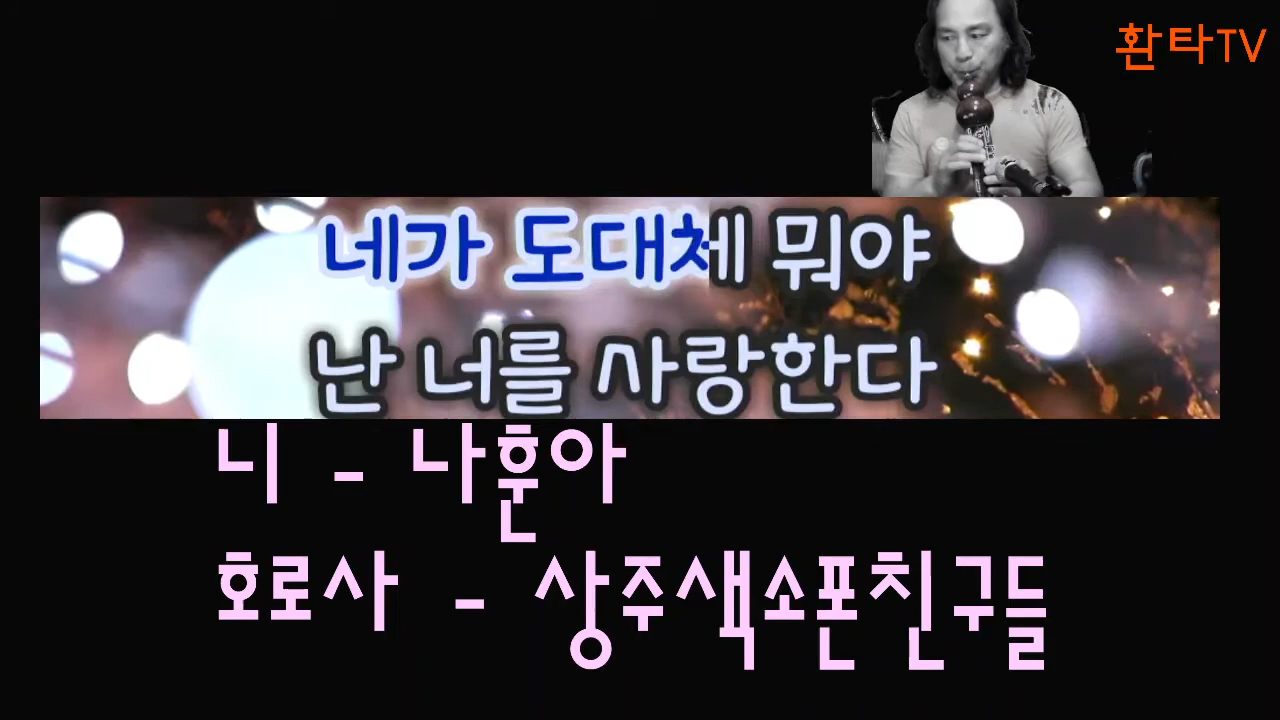 환타TV
네가 도대체 뭐야
난 너를 사랑한다
니 - 나훈아
호로사 - 상주색소폰친구들